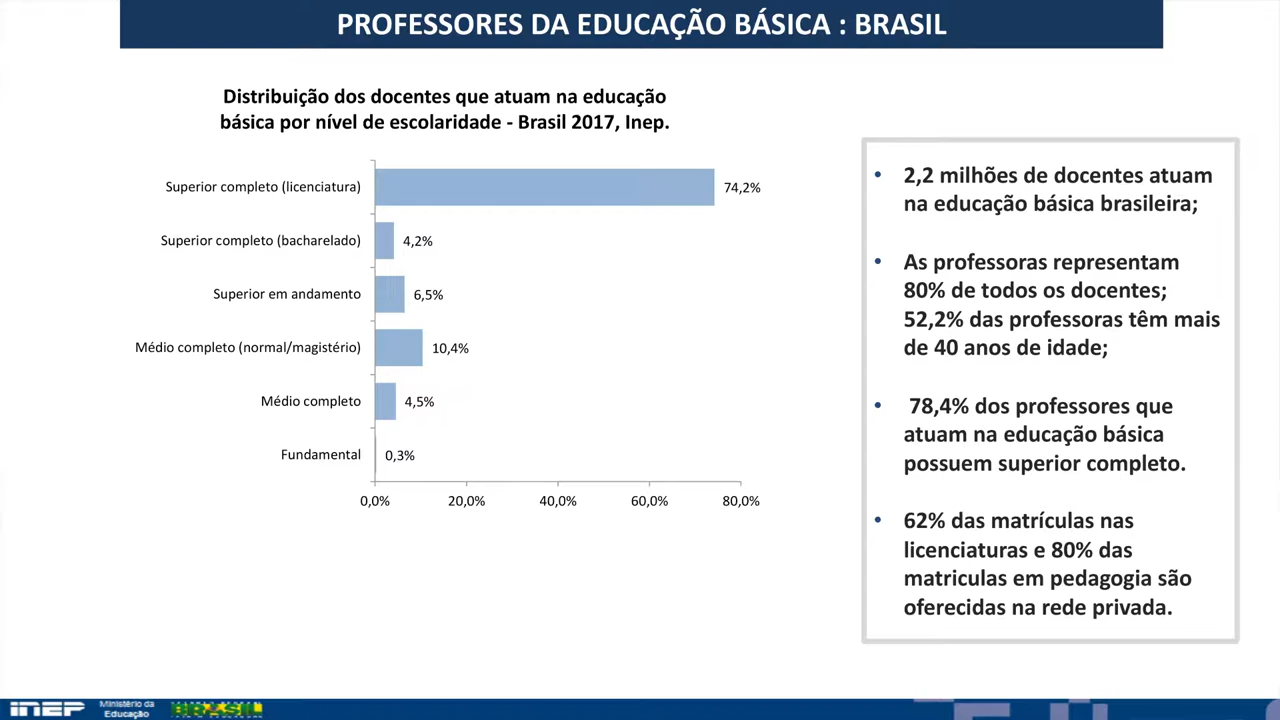 PROFESSORES DA EDUCAÇÃO BÁSICA : BRASIL
Distribuição dos docentes que atuam na educação
básica por nível de escolaridade - Brasil 2017, Inep.
Superior completo (licenciatura)
74,2%
Superior completo (bacharelado)
4,2%
Superior em andamento
6,5%
Médio completo (normal/magistério)
10,4%
Médio completo
4,5%
Fundamental
0,3%
0,0%
20,0%
40,0%
60,0%
80,0%
• 2,2 milhões de docentes atuam
na educação básica brasileira;
• As professoras representam
80% de todos os docentes;
52,2% das professoras têm mais
de 40 anos de idade;
• 78,4% dos professores que
atuam na educação básica
possuem superior completo.
• 62% das matrículas nas
licenciaturas e 80% das
matriculas em pedagogia são
oferecidas na rede privada.
INEP
Ministério da
Educação
BRASIL